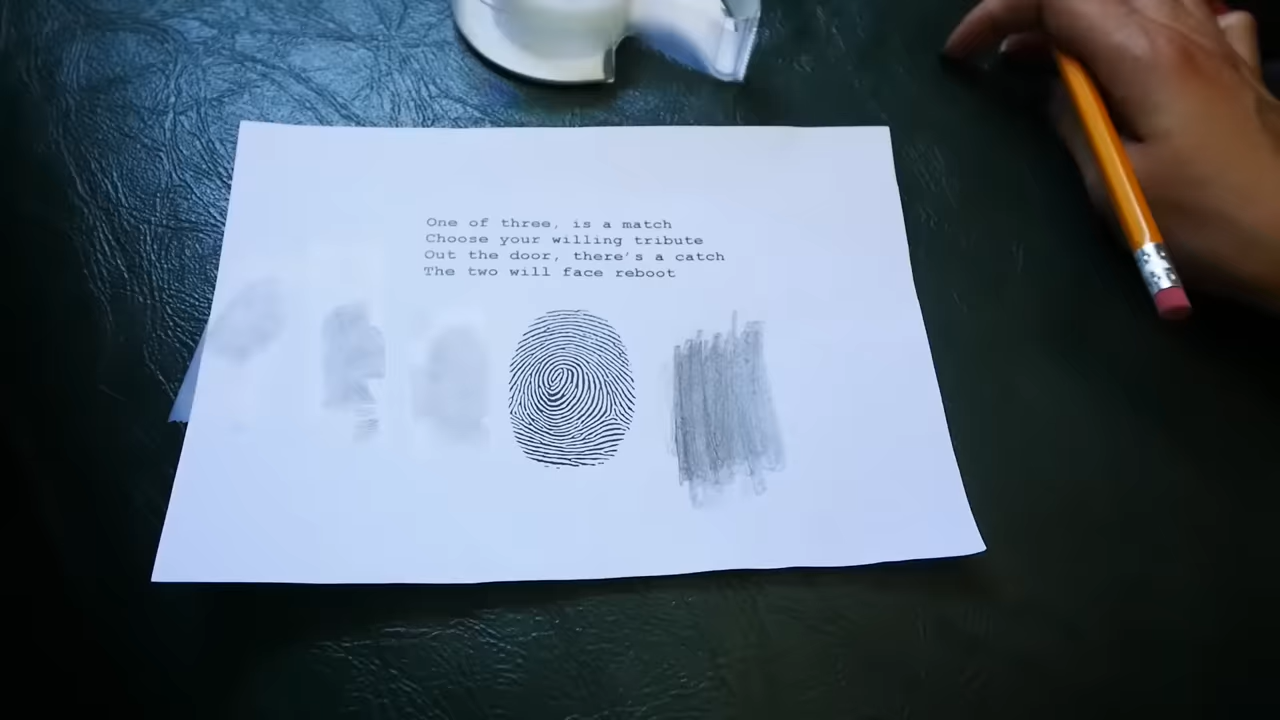 One of three, is a match
Choose your willing tribute
Out the door, there's a catch
The two will face reboot